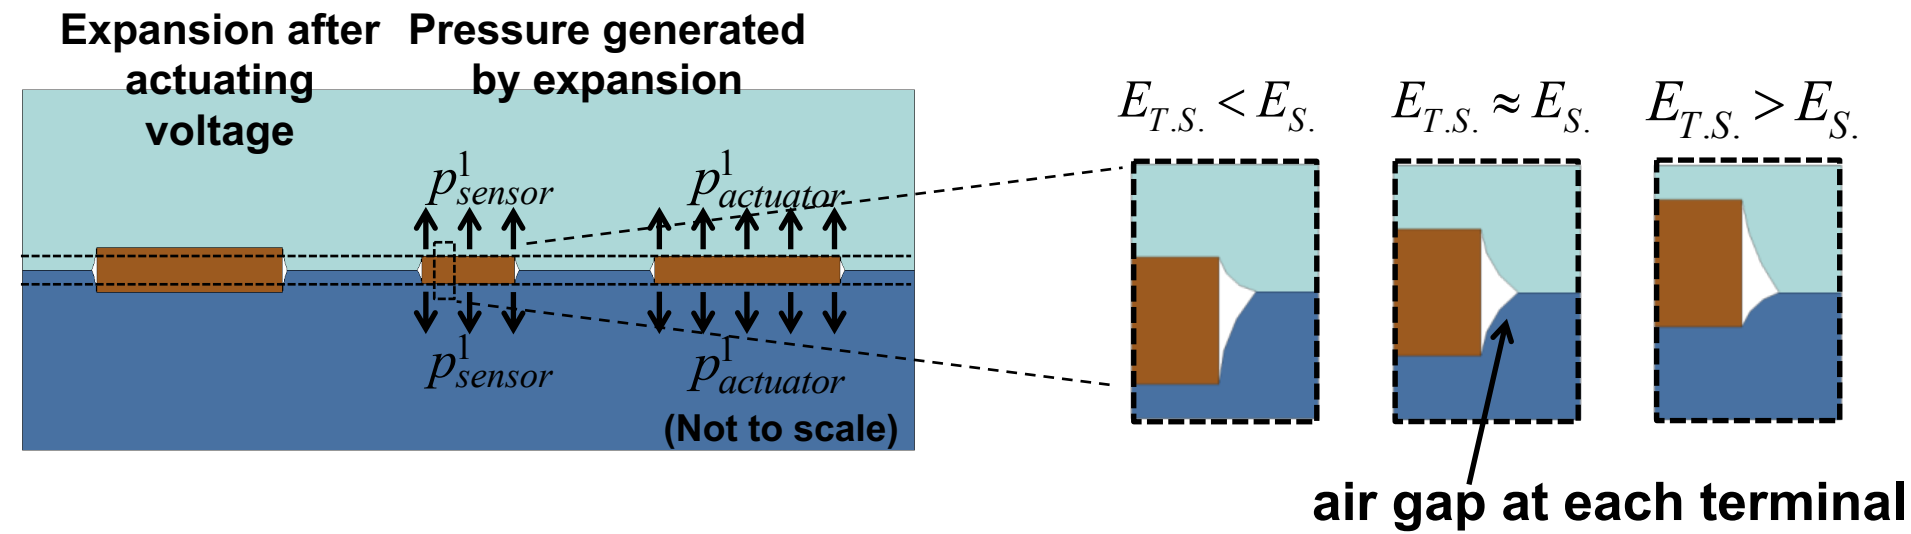 Expansion after
actuating
voltage
Pressure generated
by expansion
p¹sensor
p¹actuator
p¹sensor
p¹actuator
(Not to scale)
E_T.S. < E_S.
E_T.S. ≈ E_S.
E_T.S. > E_S.
air gap at each terminal